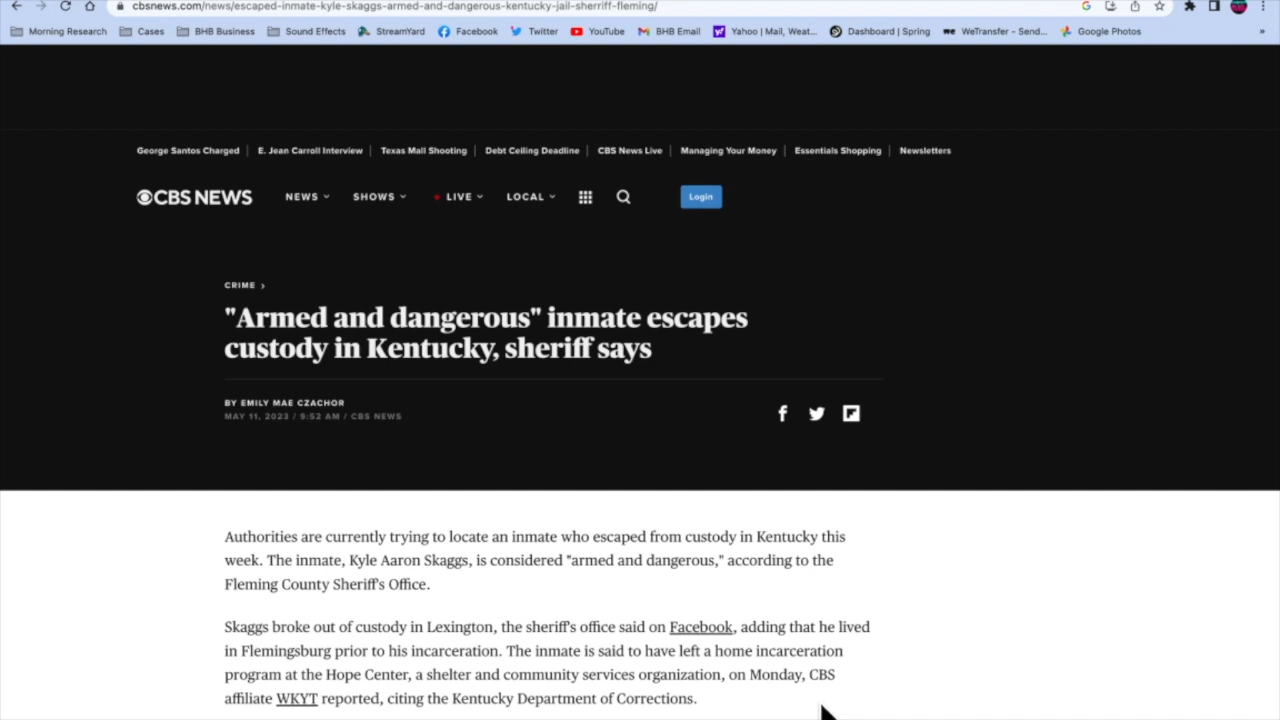 cbsnews.com/news/escaped-inmate-kyle-skaggs-armed-and-dangerous-kentucky-jail-sherriff-fleming/
Morning Research Cases BHB Business Sound Effects StreamYard Facebook Twitter YouTube BHB Email Yahoo | Mail, Weat... Dashboard | Spring WeTransfer - Send... Google Photos »
George Santos Charged | E. Jean Carroll Interview | Texas Mall Shooting | Debt Ceiling Deadline | CBS News Live | Managing Your Money | Essentials Shopping | Newsletters
CBS NEWS NEWS SHOWS LIVE LOCAL Login
CRIME ›
"Armed and dangerous" inmate escapes
custody in Kentucky, sheriff says
BY EMILY MAE CZACHOR
MAY 11, 2023 / 9:52 AM / CBS NEWS
Authorities are currently trying to locate an inmate who escaped from custody in Kentucky this
week. The inmate, Kyle Aaron Skaggs, is considered "armed and dangerous," according to the
Fleming County Sheriff's Office.
Skaggs broke out of custody in Lexington, the sheriff's office said on Facebook, adding that he lived
in Flemingsburg prior to his incarceration. The inmate is said to have left a home incarceration
program at the Hope Center, a shelter and community services organization, on Monday, CBS
affiliate WKYT reported, citing the Kentucky Department of Corrections.